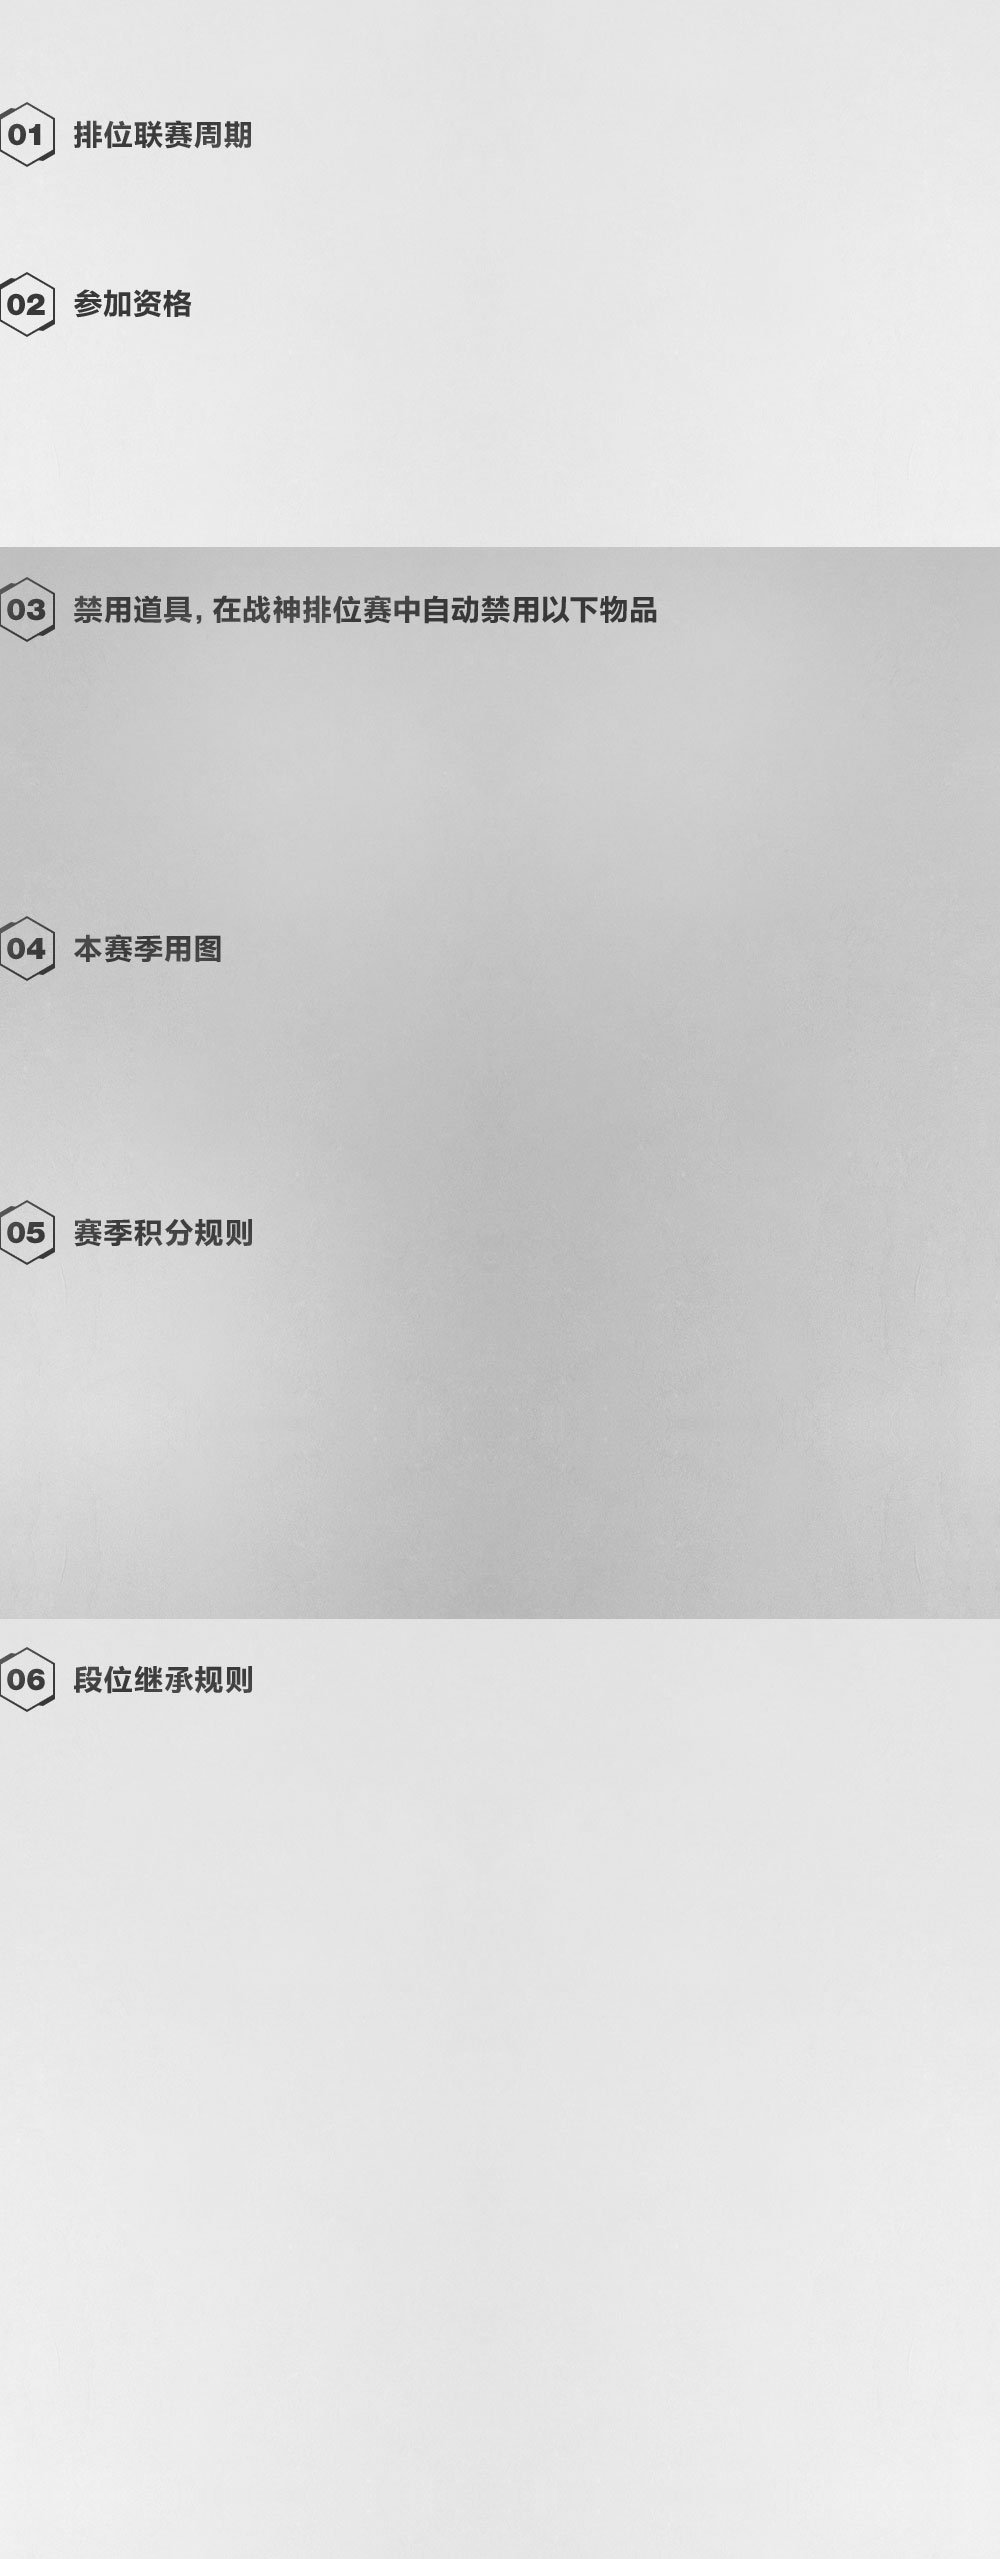 01 排位联赛周期
02 参加资格
03 禁用道具, 在战神排位赛中自动禁用以下物品
04 本赛季用图
05 赛季积分规则
06 段位继承规则